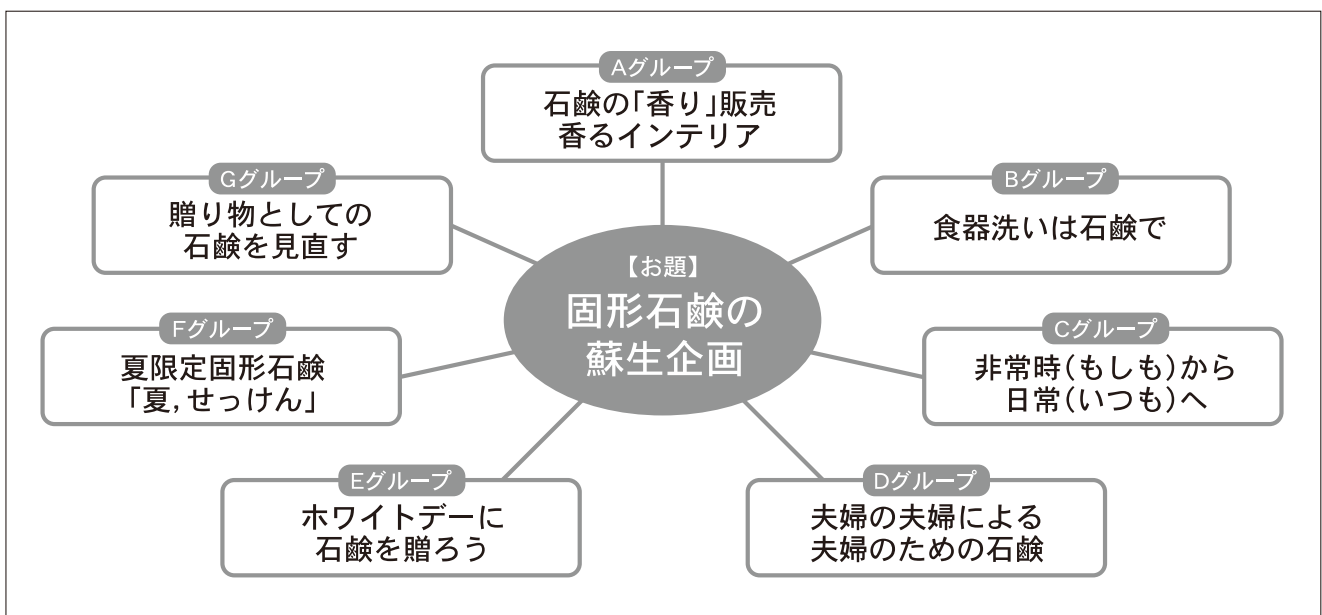 Aグループ
石鹸の「香り」販売
香るインテリア
Bグループ
食器洗いは石鹸で
Cグループ
非常時(もしも)から
日常(いつも)へ
Dグループ
夫婦の夫婦による
夫婦のための石鹸
Eグループ
ホワイトデーに
石鹸を贈ろう
Fグループ
夏限定固形石鹸
「夏,せっけん」
Gグループ
贈り物としての
石鹸を見直す
【お題】
固形石鹸の
蘇生企画